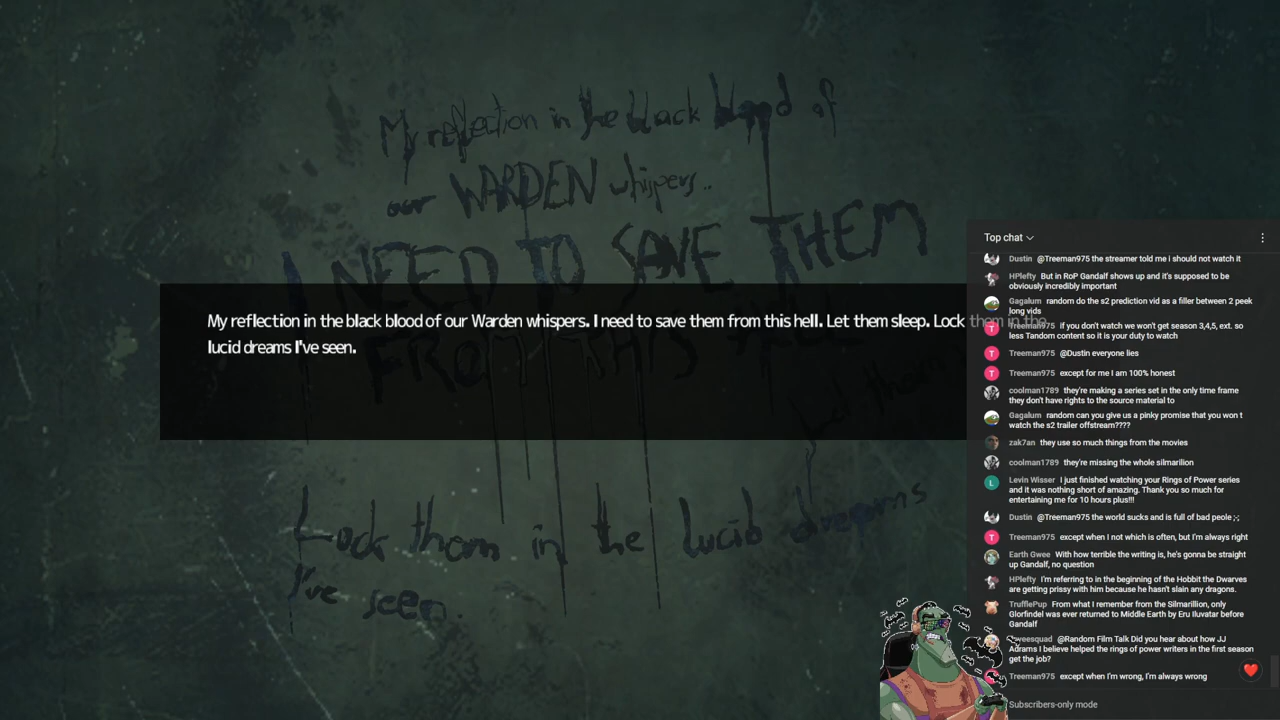 My reflection in the black blood of
our WARDEN whispers..
I NEED TO SAVE THEM
FROM THIS HELL
Let them
Lock them in the lucid dreams
I've seen.
My reflection in the black blood of our Warden whispers. I need to save them from this hell. Let them sleep. Lock them in the
lucid dreams I've seen.
Top chat
Dustin @Treeman975 the streamer told me i should not watch it
HPlefty But in RoP Gandalf shows up and it's supposed to be
obviously incredibly important
Gagalum random do the s2 prediction vid as a filler between 2 peek
long vids
Treeman975 if you don't watch we won't get season 3,4,5, ext. so
less Tandom content so it is your duty to watch
Treeman975 @Dustin everyone lies
Treeman975 except for me I am 100% honest
coolman1789 they're making a series set in the only time frame
they don't have rights to the source material to
Gagalum random can you give us a pinky promise that you won t
watch the s2 trailer offstream????
zak7an they use so much things from the movies
coolman1789 they're missing the whole silmarilion
Levin Wisser I just finished watching your Rings of Power series
and it was nothing short of amazing. Thank you so much for
entertaining me for 10 hours plus!!!
Dustin @Treeman975 the world sucks and is full of bad peole ;;
Treeman975 except when I not which is often, but I'm always right
Earth Gwee With how terrible the writing is, he's gonna be straight
up Gandalf, no question
HPlefty I'm referring to in the beginning of the Hobbit the Dwarves
are getting prissy with him because he hasn't slain any dragons.
TrufflePup From what I remember from the Silmarillion, only
Glorfindel was ever returned to Middle Earth by Eru Iluvatar before
Gandalf
@Random Film Talk Did you hear about how JJ
Adrams I believe helped the rings of power writers in the first season
get the job?
Treeman975 except when I'm wrong, I'm always wrong
Subscribers-only mode